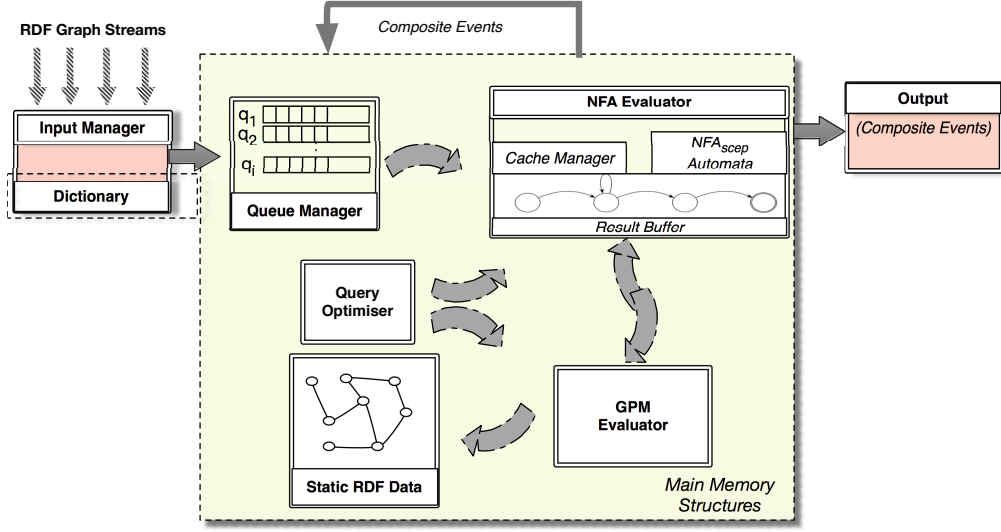 Composite Events
RDF Graph Streams
Input Manager
Dictionary
q1
q2
qi
Queue Manager
NFA Evaluator
Cache Manager
NFAscep
Automata
Result Buffer
Output
(Composite Events)
Query
Optimiser
Static RDF Data
GPM
Evaluator
Main Memory
Structures